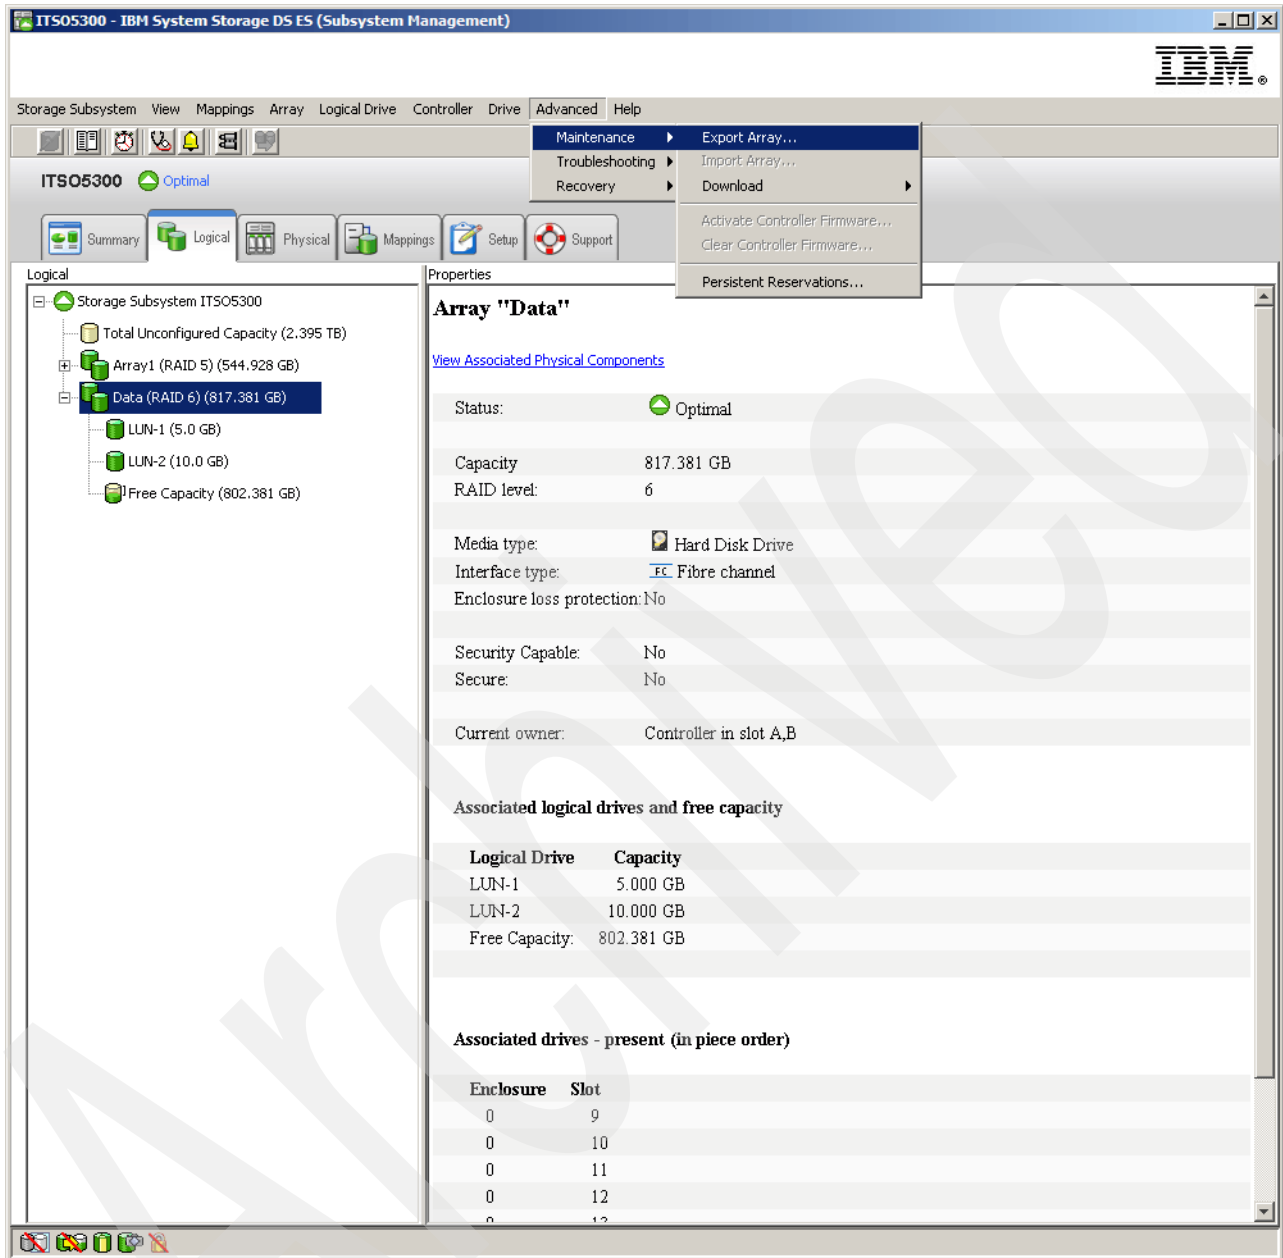 ITSO5300 - IBM System Storage DS ES (Subsystem Management)
IBM®
Storage Subsystem View Mappings Array Logical Drive Controller Drive Advanced Help
Maintenance
Troubleshooting
Recovery
Export Array...
Import Array...
Download
Activate Controller Firmware...
Clear Controller Firmware...
Persistent Reservations...
ITSO5300 Optimal
Summary Logical Physical Mappings Setup Support
Logical
Storage Subsystem ITSO5300
Total Unconfigured Capacity (2.395 TB)
Array1 (RAID 5) (544.928 GB)
Data (RAID 6) (817.381 GB)
LUN-1 (5.0 GB)
LUN-2 (10.0 GB)
Free Capacity (802.381 GB)
Properties
Array "Data"
View Associated Physical Components
Status: Optimal
Capacity 817.381 GB
RAID level: 6
Media type: Hard Disk Drive
Interface type: FC Fibre channel
Enclosure loss protection: No
Security Capable: No
Secure: No
Current owner: Controller in slot A,B
Associated logical drives and free capacity
Logical Drive Capacity
LUN-1 5.000 GB
LUN-2 10.000 GB
Free Capacity: 802.381 GB
Associated drives - present (in piece order)
Enclosure Slot
0 9
0 10
0 11
0 12
0 13
Archived